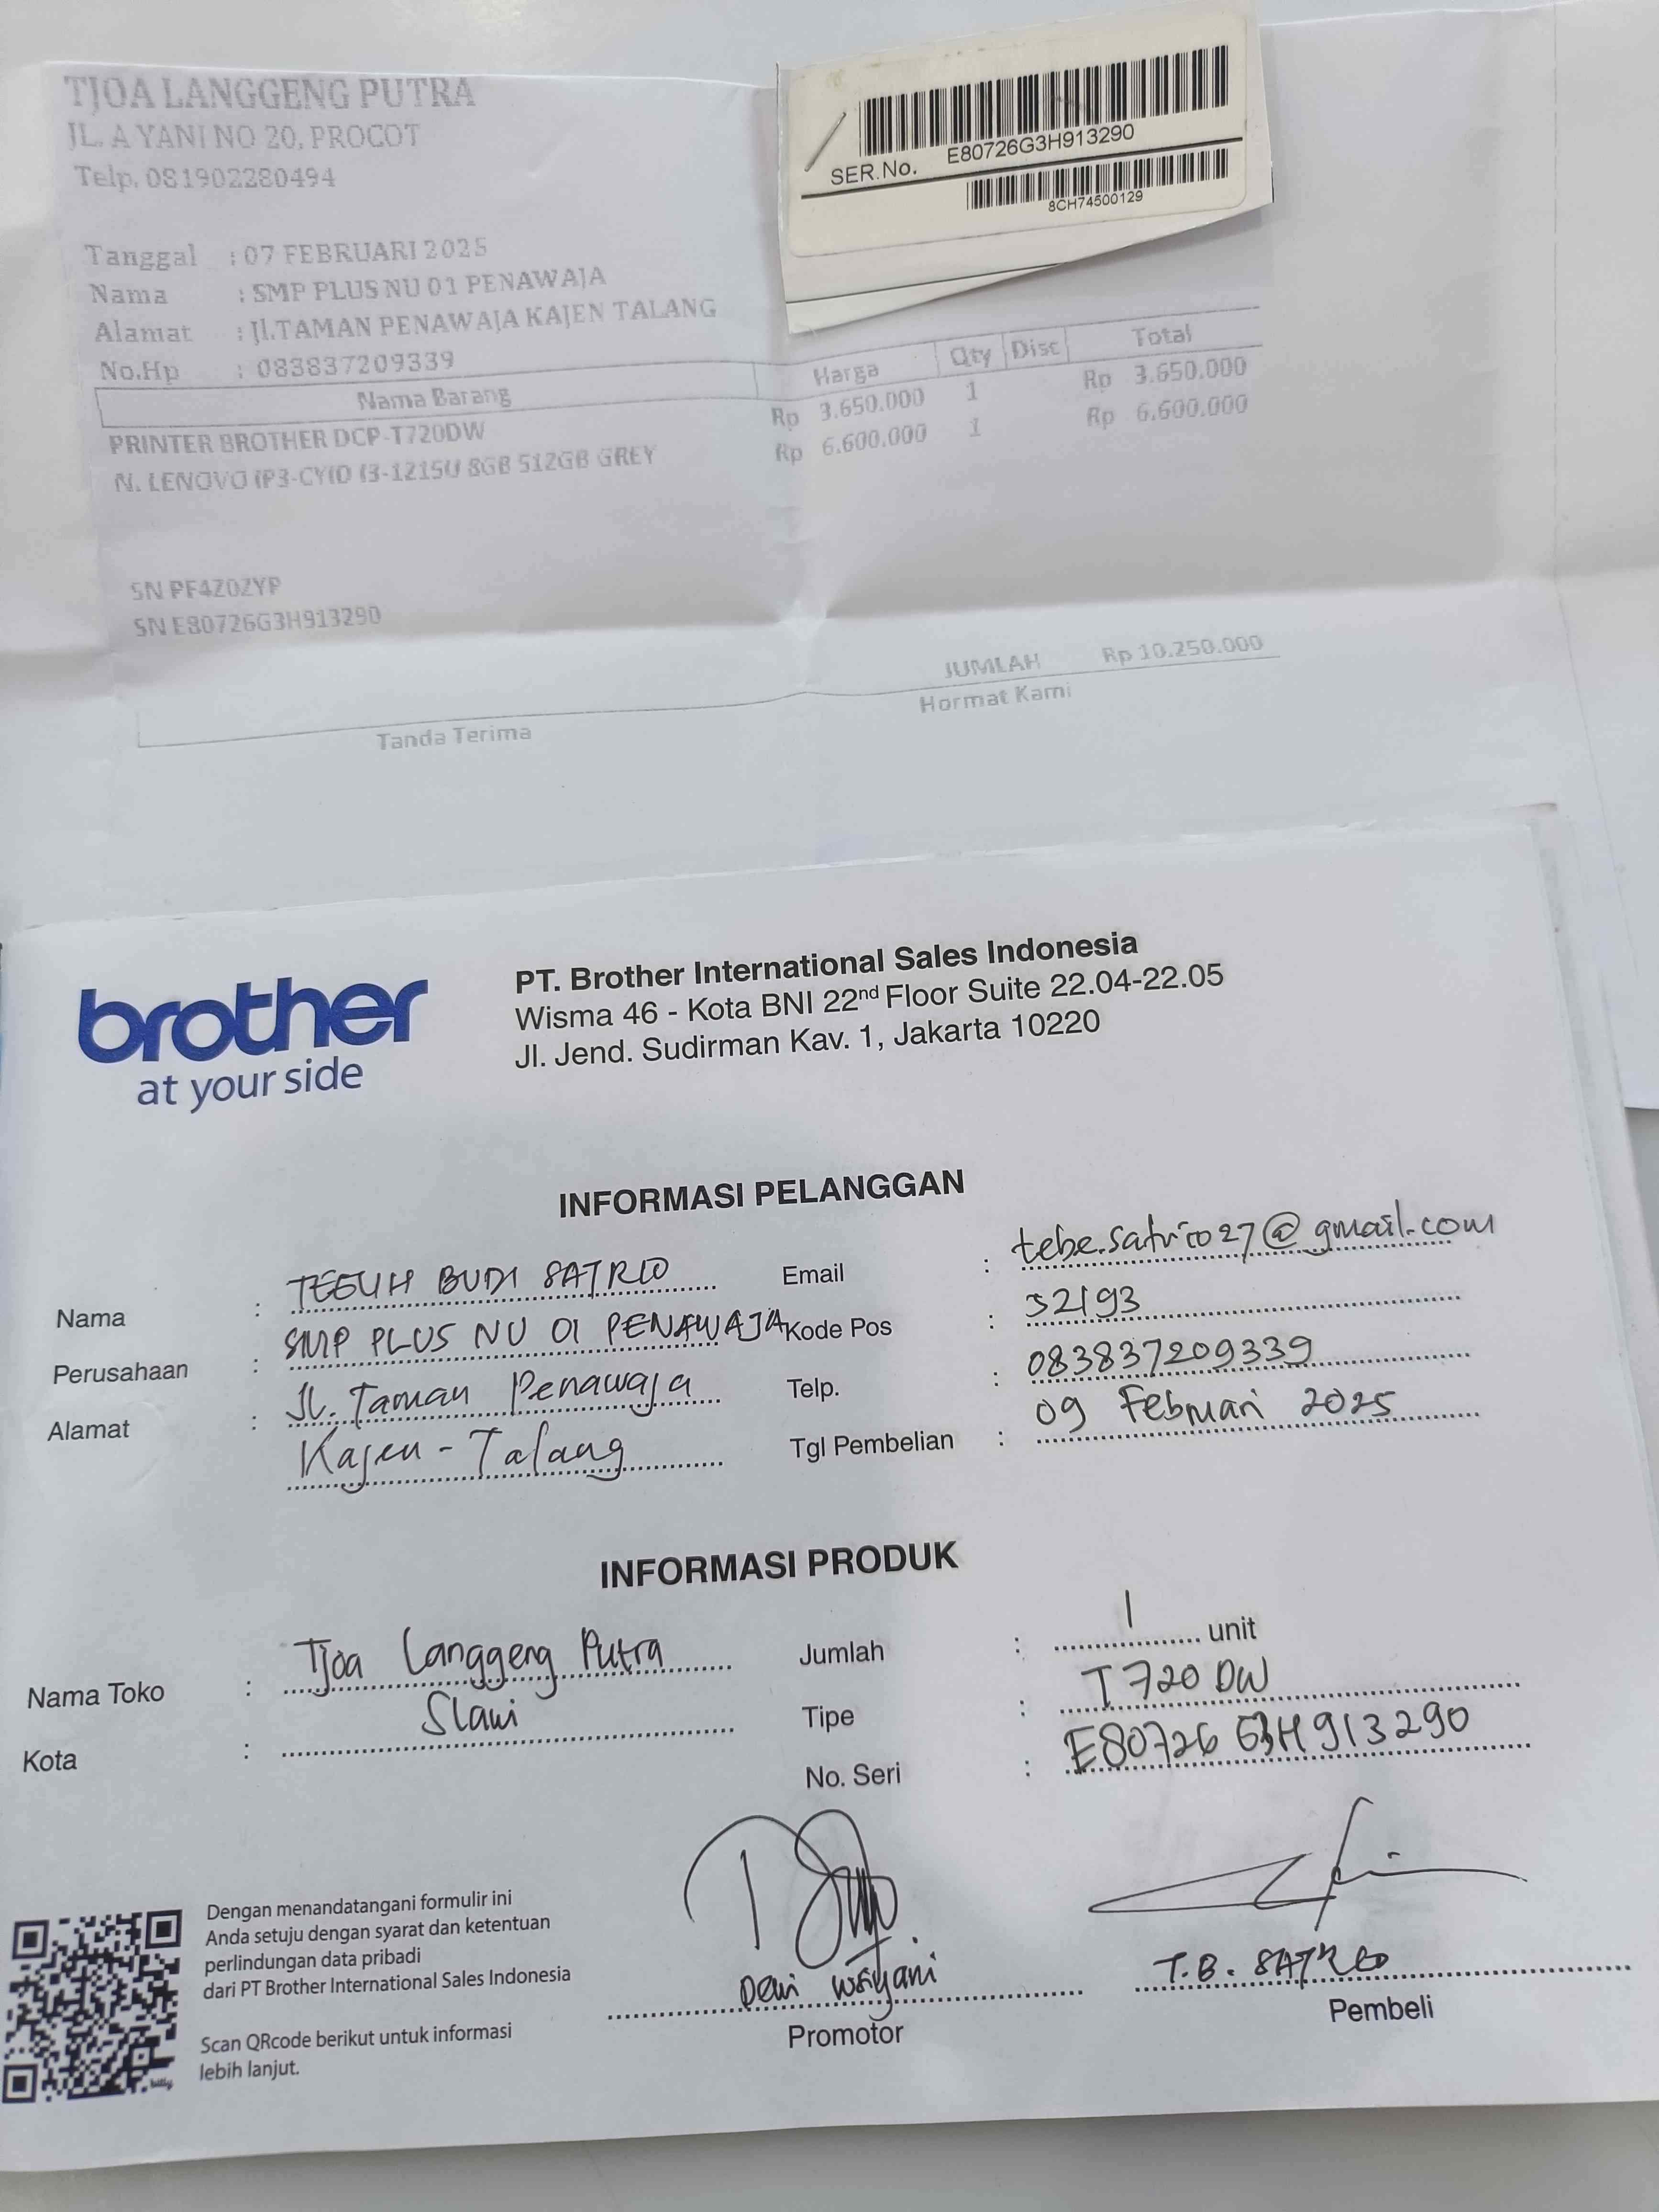 TJOA LANGGENG PUTRA
JL. A YANI NO 20, PROCOT
Telp. 081902280494
SER.No. E80726G3H913290
8CH74500129
Tanggal : 07 FEBRUARI 2025
Nama : SMP PLUS NU 01 PENAWAJA
Alamat : Jl.TAMAN PENAWAJA KAJEN TALANG
No.Hp : 083837209339
Nama Barang Harga Qty Disc Total
PRINTER BROTHER DCP-T720DW Rp 3.650.000 1 Rp 3.650.000
N. LENOVO IP3-CYID I3-1215U 8GB 512GB GREY Rp 6.600.000 1 Rp 6.600.000
SN PF4Z0ZYP
SN E80726G3H913290
JUMLAH Rp 10.250.000
Tanda Terima Hormat Kami
brother
at your side
PT. Brother International Sales Indonesia
Wisma 46 - Kota BNI 22nd Floor Suite 22.04-22.05
Jl. Jend. Sudirman Kav. 1, Jakarta 10220
INFORMASI PELANGGAN
Nama : TEGUH BUDI SATRIO Email : tebe.satrio27@gmail.com
Perusahaan : SMP PLUS NU 01 PENAWAJA Kode Pos : 52193
Alamat : Jl. Taman Penawaja Telp. : 083837209339
Kajen - Talang Tgl Pembelian : 09 Februari 2025
INFORMASI PRODUK
Nama Toko : Tjoa Langgeng Putra Jumlah : 1 unit
Kota : Slawi Tipe : T720 DW
No. Seri : E80726G3H913290
Dengan menandatangani formulir ini
Anda setuju dengan syarat dan ketentuan
perlindungan data pribadi
dari PT Brother International Sales Indonesia
Scan QRcode berikut untuk informasi
lebih lanjut.
Dewi
Promotor
T.B. SATRIO
Pembeli